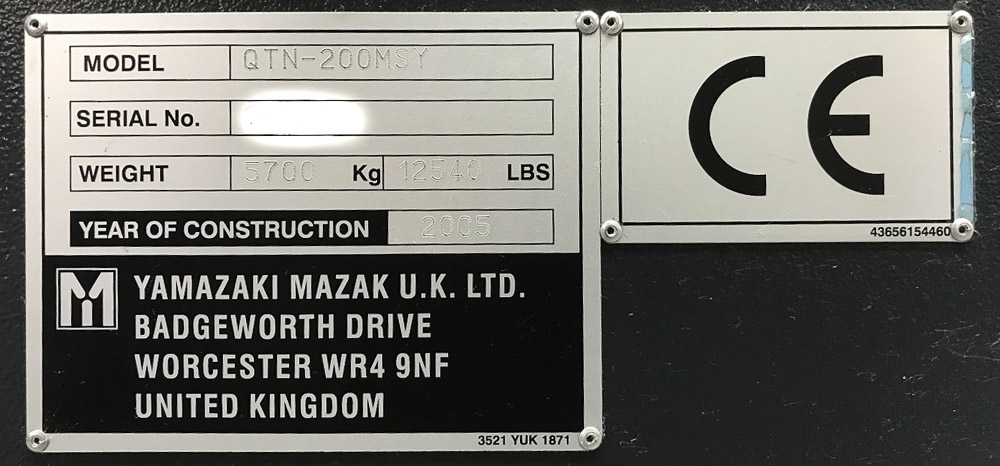 MODEL QTN-200MSY
SERIAL No.
WEIGHT 5700 Kg 12540 LBS
YEAR OF CONSTRUCTION 2005
YAMAZAKI MAZAK U.K. LTD.
BADGEWORTH DRIVE
WORCESTER WR4 9NF
UNITED KINGDOM
3521 YUK 1871
CE
43656154460